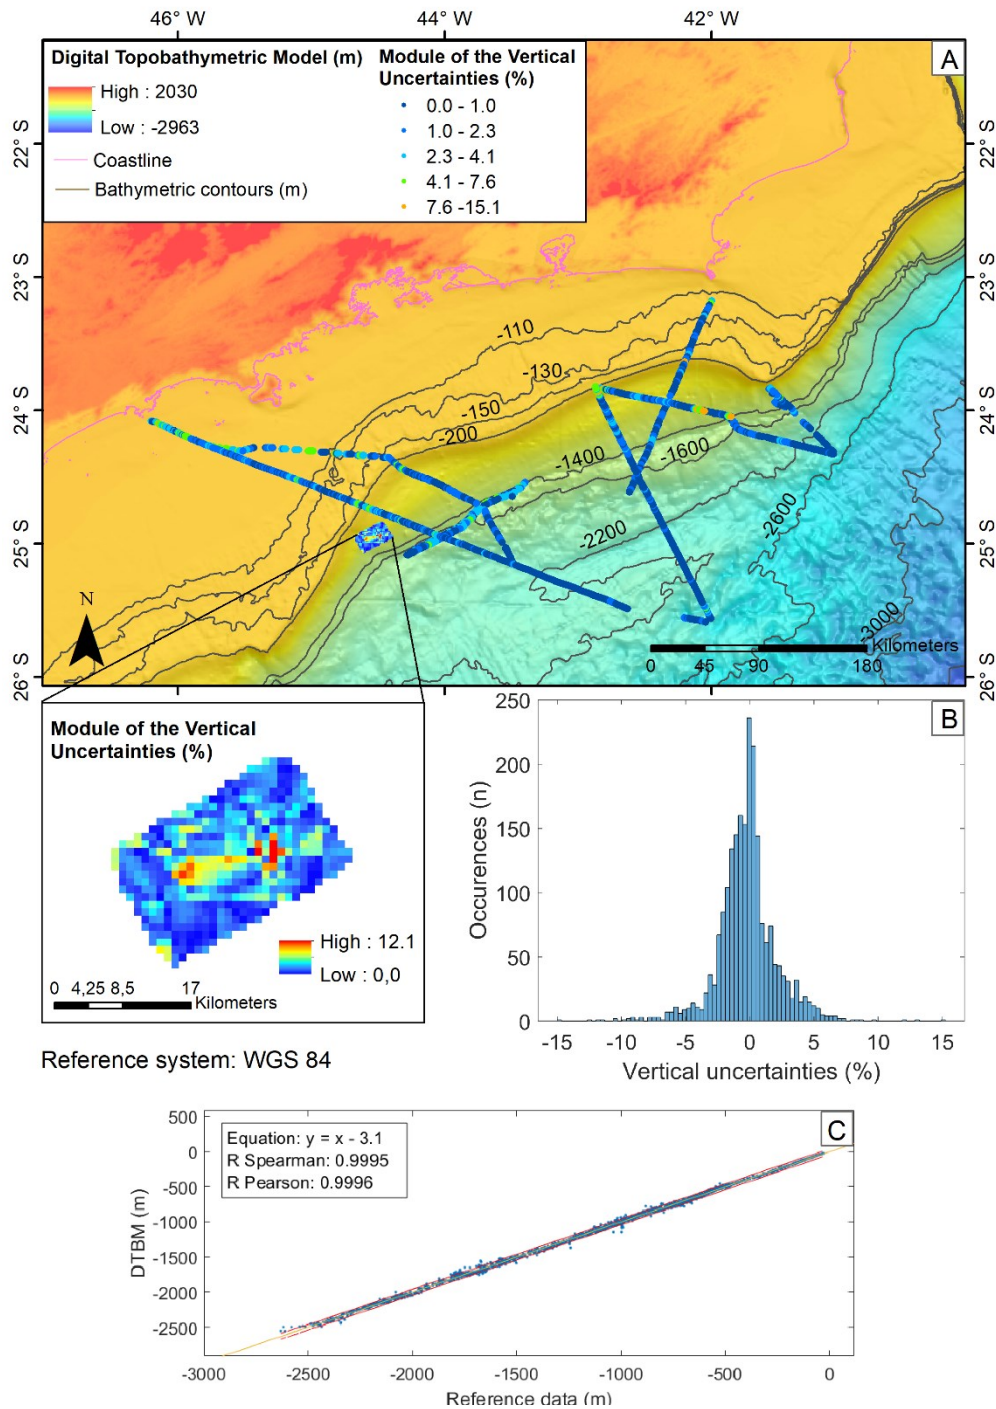 46° W 44° W 42° W
A
Digital Topobathymetric Model (m)
High : 2030
Low : -2963
Coastline
Bathymetric contours (m)
Module of the Vertical
Uncertainties (%)
0.0 - 1.0
1.0 - 2.3
2.3 - 4.1
4.1 - 7.6
7.6 -15.1
22° S 22° S
23° S 23° S
24° S 24° S
25° S 25° S
26° S 26° S
-110
-130
-150
-200
-1400
-1600
-2200
-2600
-3000
N
Kilometers
0 45 90 180
Module of the Vertical
Uncertainties (%)
High : 12.1
Low : 0,0
0 4,25 8,5 17
Kilometers
Reference system: WGS 84
B
250
200
150
100
50
0
Occurences (n)
-15 -10 -5 0 5 10 15
Vertical uncertainties (%)
C
Equation: y = x - 3.1
R Spearman: 0.9995
R Pearson: 0.9996
500
0
-500
-1000
-1500
-2000
-2500
DTBM (m)
-3000 -2500 -2000 -1500 -1000 -500 0
Reference data (m)